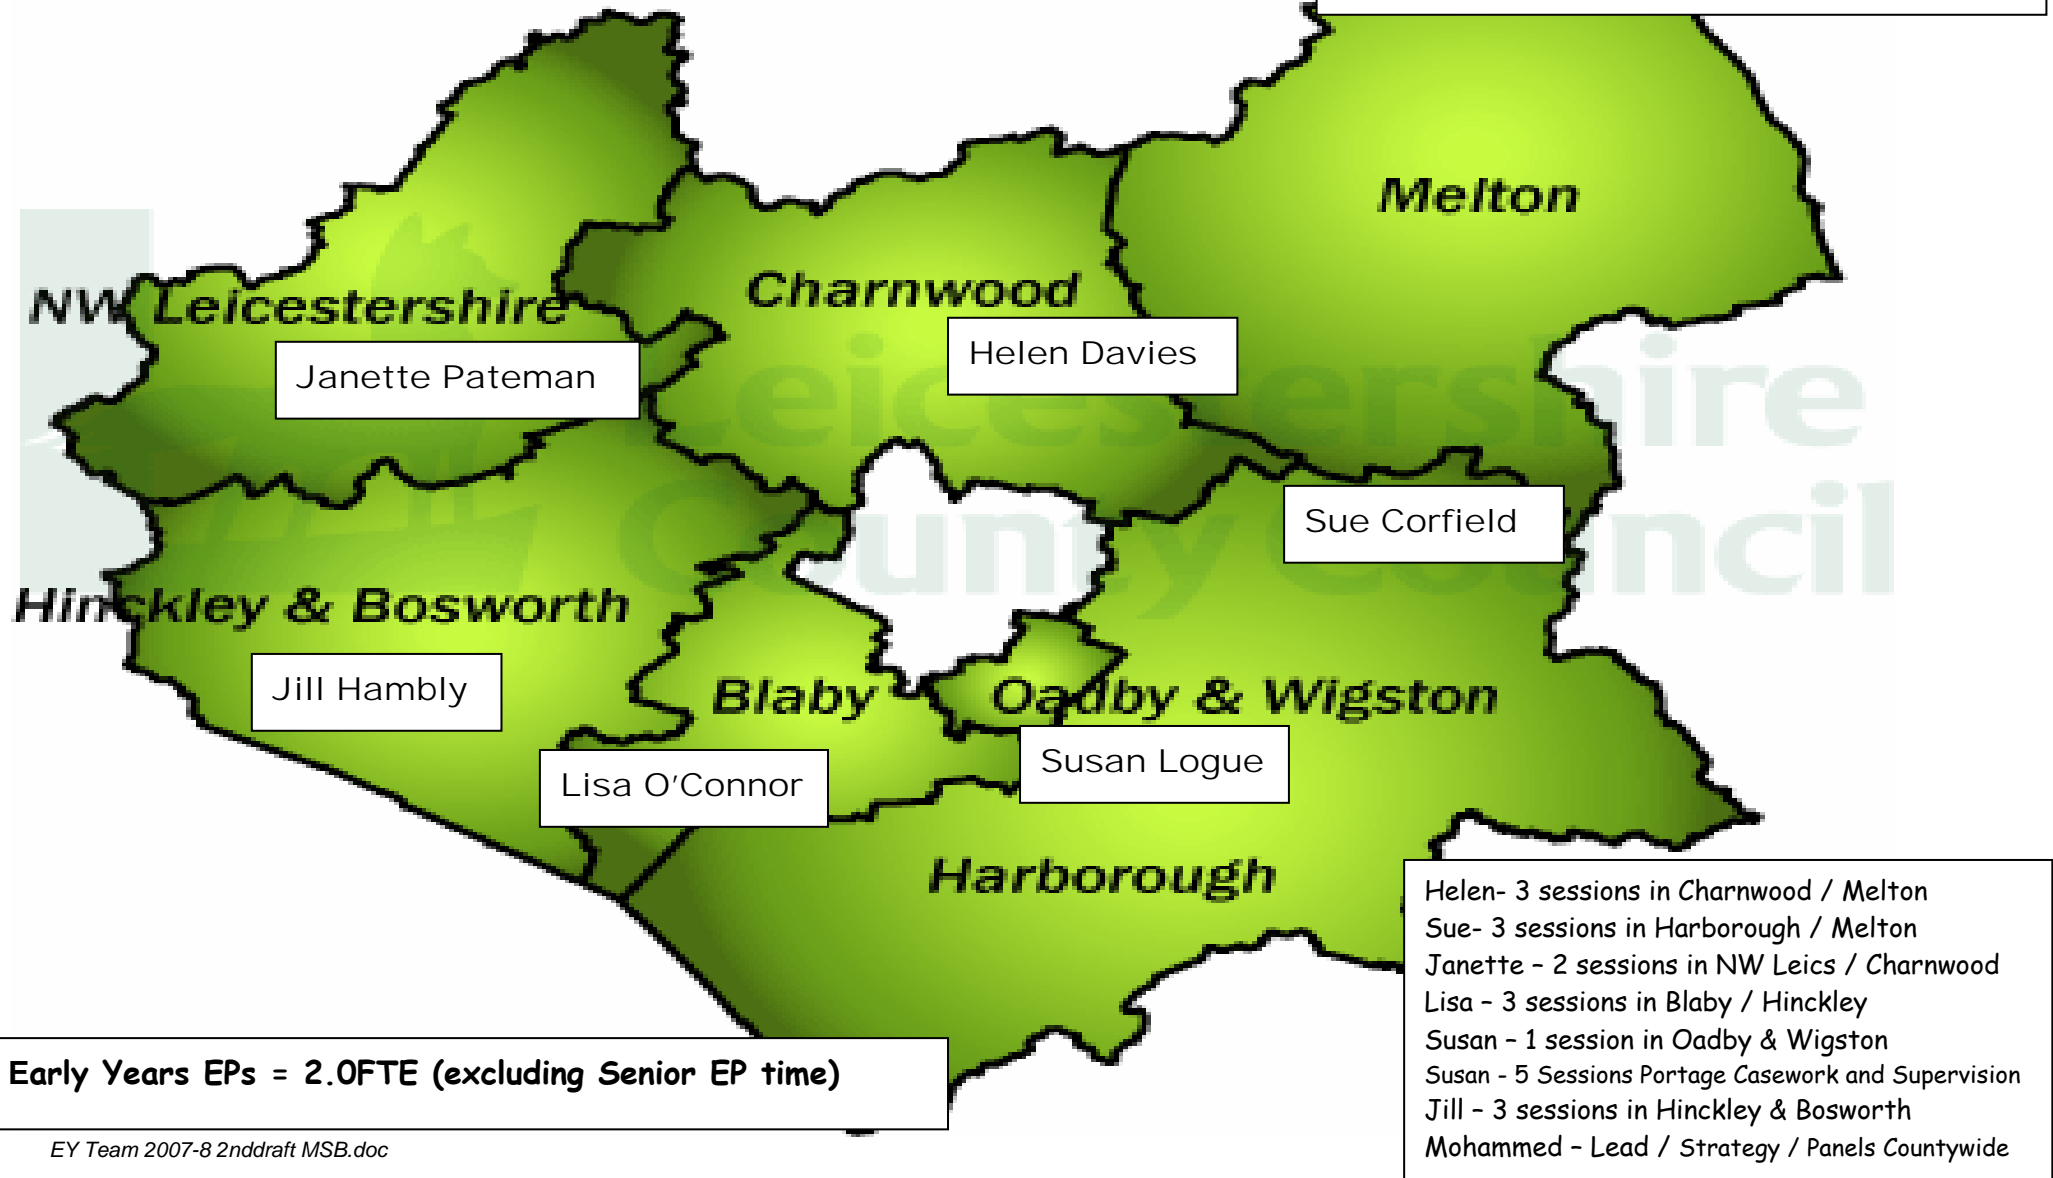 Melton
Charnwood
NW Leicestershire
Helen Davies
Janette Pateman
Leicestershire
County Council
Sue Corfield
Hinckley & Bosworth
Jill Hambly
Blaby
Oadby & Wigston
Susan Logue
Lisa O'Connor
Harborough
Helen- 3 sessions in Charnwood / Melton
Sue- 3 sessions in Harborough / Melton
Janette – 2 sessions in NW Leics / Charnwood
Lisa – 3 sessions in Blaby / Hinckley
Susan – 1 session in Oadby & Wigston
Susan - 5 Sessions Portage Casework and Supervision
Jill – 3 sessions in Hinckley & Bosworth
Mohammed – Lead / Strategy / Panels Countywide
Early Years EPs = 2.0FTE (excluding Senior EP time)
EY Team 2007-8 2nddraft MSB.doc